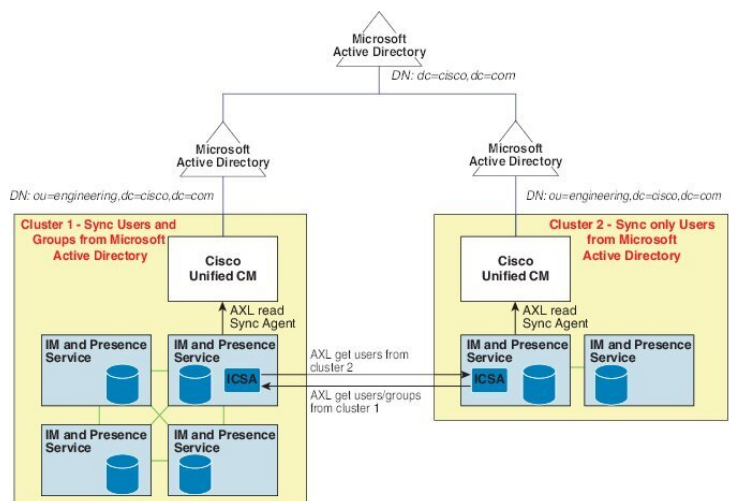 Microsoft
Active Directory
DN: dc=cisco,dc=com
Microsoft
Active Directory
Microsoft
Active Directory
DN: ou=engineering,dc=cisco,dc=com
DN: ou=engineering,dc=cisco,dc=com
Cluster 1 - Sync Users and
Groups from Microsoft
Active Directory
Cisco
Unified CM
AXL read
Sync Agent
IM and Presence
Service
IM and Presence
Service
ICSA
IM and Presence
Service
IM and Presence
Service
AXL get users from
cluster 2
AXL get users/groups
from cluster 1
Cluster 2 - Sync only Users
from Microsoft
Active Directory
Cisco
Unified CM
AXL read
Sync Agent
IM and Presence
Service
ICSA
IM and Presence
Service